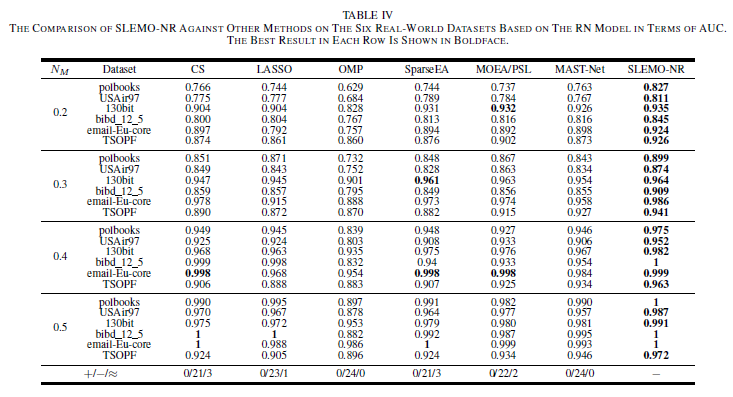 TABLE IV
THE COMPARISON OF SLEMO-NR AGAINST OTHER METHODS ON THE SIX REAL-WORLD DATASETS BASED ON THE RN MODEL IN TERMS OF AUC.
THE BEST RESULT IN EACH ROW IS SHOWN IN BOLDFACE.
N_M Dataset CS LASSO OMP SparseEA MOEA/PSL MAST-Net SLEMO-NR
0.2
polbooks 0.766 0.744 0.629 0.744 0.737 0.763 0.827
USAir97 0.775 0.777 0.684 0.789 0.784 0.767 0.811
130bit 0.904 0.904 0.828 0.931 0.932 0.926 0.935
bibd_12_5 0.800 0.804 0.767 0.813 0.816 0.816 0.845
email-Eu-core 0.897 0.792 0.757 0.894 0.892 0.898 0.924
TSOPF 0.874 0.861 0.860 0.876 0.902 0.873 0.926
0.3
polbooks 0.851 0.871 0.732 0.848 0.867 0.843 0.899
USAir97 0.849 0.843 0.752 0.828 0.863 0.834 0.874
130bit 0.947 0.945 0.901 0.961 0.963 0.954 0.964
bibd_12_5 0.859 0.857 0.795 0.849 0.856 0.855 0.909
email-Eu-core 0.978 0.915 0.888 0.973 0.974 0.958 0.986
TSOPF 0.890 0.872 0.870 0.882 0.915 0.927 0.941
0.4
polbooks 0.949 0.945 0.839 0.948 0.927 0.946 0.975
USAir97 0.925 0.924 0.803 0.908 0.933 0.906 0.952
130bit 0.968 0.963 0.935 0.975 0.976 0.967 0.982
bibd_12_5 0.999 0.998 0.832 0.94 0.933 0.954 1
email-Eu-core 0.998 0.968 0.954 0.998 0.998 0.984 0.999
TSOPF 0.906 0.888 0.883 0.907 0.925 0.934 0.963
0.5
polbooks 0.990 0.995 0.897 0.991 0.982 0.990 1
USAir97 0.970 0.967 0.878 0.964 0.977 0.957 0.987
130bit 0.975 0.972 0.953 0.979 0.980 0.981 0.991
bibd_12_5 1 1 0.882 0.992 0.987 0.995 1
email-Eu-core 1 0.988 0.986 1 0.999 0.993 1
TSOPF 0.924 0.905 0.896 0.924 0.934 0.946 0.972
+/−/≈ 0/21/3 0/23/1 0/24/0 0/21/3 0/22/2 0/24/0 −